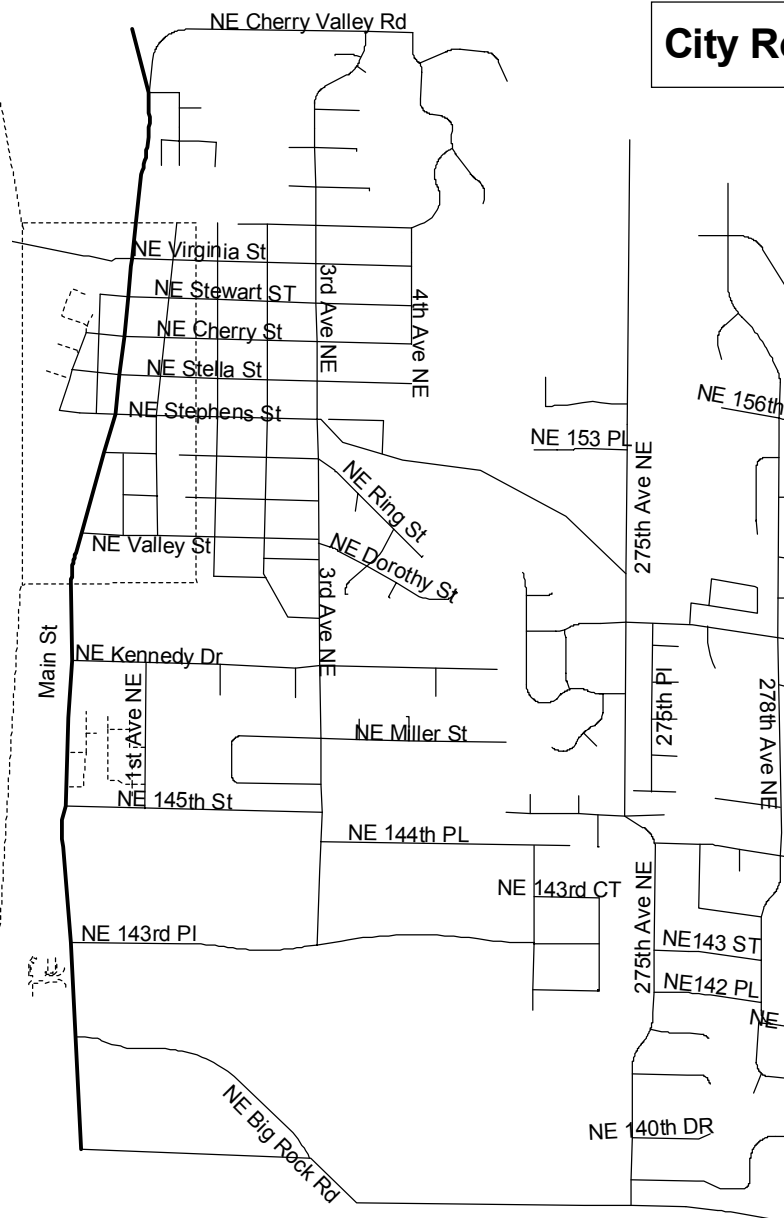 NE Cherry Valley Rd
City R
NE Virginia St
NE Stewart ST
3rd Ave NE
4th Ave NE
NE Cherry St
NE Stella St
NE Stephens St
NE 156th
NE 153 PL
275th Ave NE
NE Ring St
NE Valley St
NE Dorothy St
3rd Ave NE
Main St
NE Kennedy Dr
1st Ave NE
275th Pl
278th Ave NE
NE Miller St
NE 145th St
NE 144th PL
NE 143rd CT
275th Ave NE
NE 143rd Pl
NE143 ST
NE142 PL
NE
NE Big Rock Rd
NE 140th DR